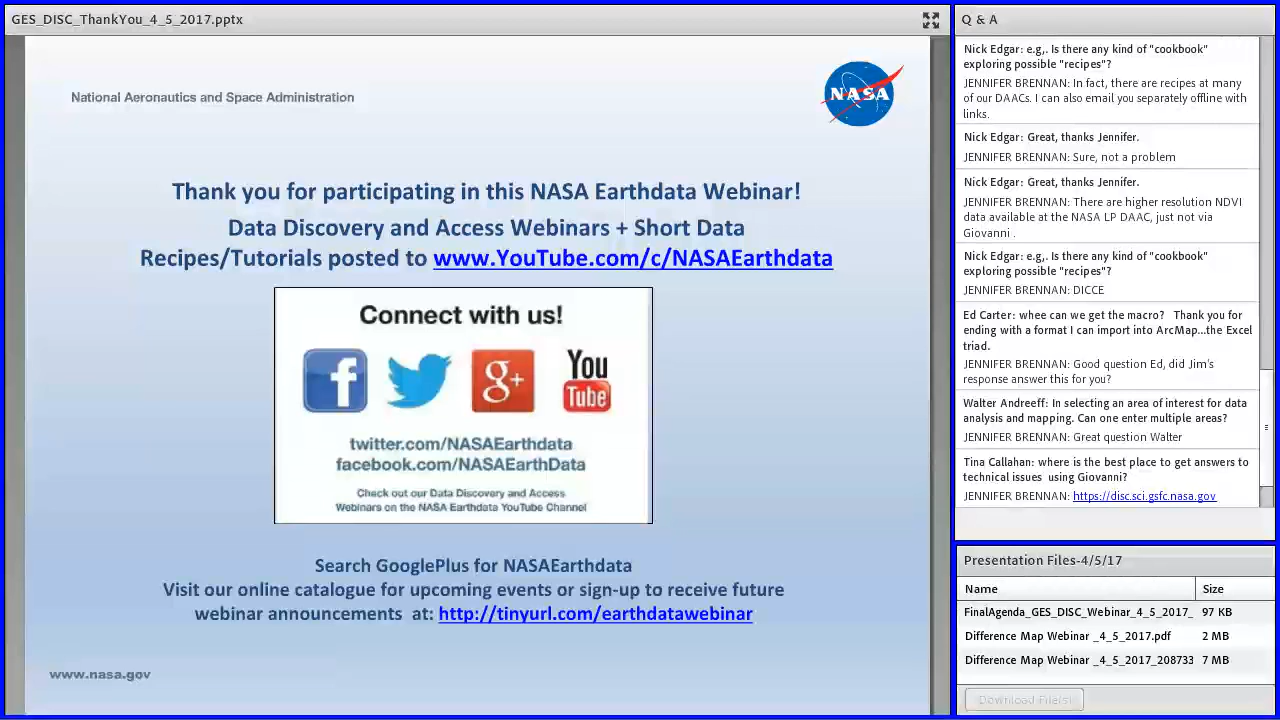 GES_DISC_ThankYou_4_5_2017.pptx
National Aeronautics and Space Administration
NASA
Thank you for participating in this NASA Earthdata Webinar!
Data Discovery and Access Webinars + Short Data
Recipes/Tutorials posted to www.YouTube.com/c/NASAEarthdata
Connect with us!
f
g+
You
Tube
twitter.com/NASAEarthdata
facebook.com/NASAEarthData
Check out our Data Discovery and Access
Webinars on the NASA Earthdata YouTube Channel
Search GooglePlus for NASAEarthdata
Visit our online catalogue for upcoming events or sign-up to receive future
webinar announcements at: http://tinyurl.com/earthdatawebinar
www.nasa.gov
Q & A
Nick Edgar: e.g,. Is there any kind of "cookbook"
exploring possible "recipes"?
JENNIFER BRENNAN: In fact, there are recipes at many
of our DAACs. I can also email you separately offline with
links.
Nick Edgar: Great, thanks Jennifer.
JENNIFER BRENNAN: Sure, not a problem
Nick Edgar: Great, thanks Jennifer.
JENNIFER BRENNAN: There are higher resolution NDVI
data available at the NASA LP DAAC, just not via
Giovanni .
Nick Edgar: e.g,. Is there any kind of "cookbook"
exploring possible "recipes"?
JENNIFER BRENNAN: DICCE
Ed Carter: whee can we get the macro? Thank you for
ending with a format I can import into ArcMap...the Excel
triad.
JENNIFER BRENNAN: Good question Ed, did Jim's
response answer this for you?
Walter Andreeff: In selecting an area of interest for data
analysis and mapping. Can one enter multiple areas?
JENNIFER BRENNAN: Great question Walter
Tina Callahan: where is the best place to get answers to
technical issues using Giovanni?
JENNIFER BRENNAN: https://disc.sci.gsfc.nasa.gov
Presentation Files-4/5/17
Name Size
FinalAgenda_GES_DISC_Webinar_4_5_2017_ 97 KB
Difference Map Webinar _4_5_2017.pdf 2 MB
Difference Map Webinar _4_5_2017_208733 7 MB
Download File(s)